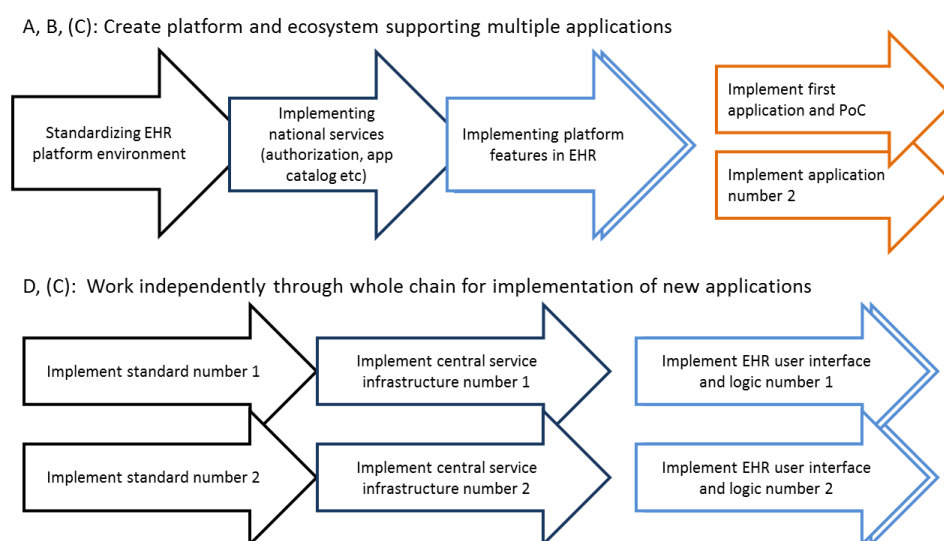 A, B, (C): Create platform and ecosystem supporting multiple applications
Standardizing EHR
platform environment
Implementing
national services
(authorization, app
catalog etc)
Implementing platform
features in EHR
Implement first
application and PoC
Implement application
number 2
D, (C): Work independently through whole chain for implementation of new applications
Implement standard number 1
Implement central service
infrastructure number 1
Implement EHR user interface
and logic number 1
Implement standard number 2
Implement central service
infrastructure number 2
Implement EHR user interface
and logic number 2